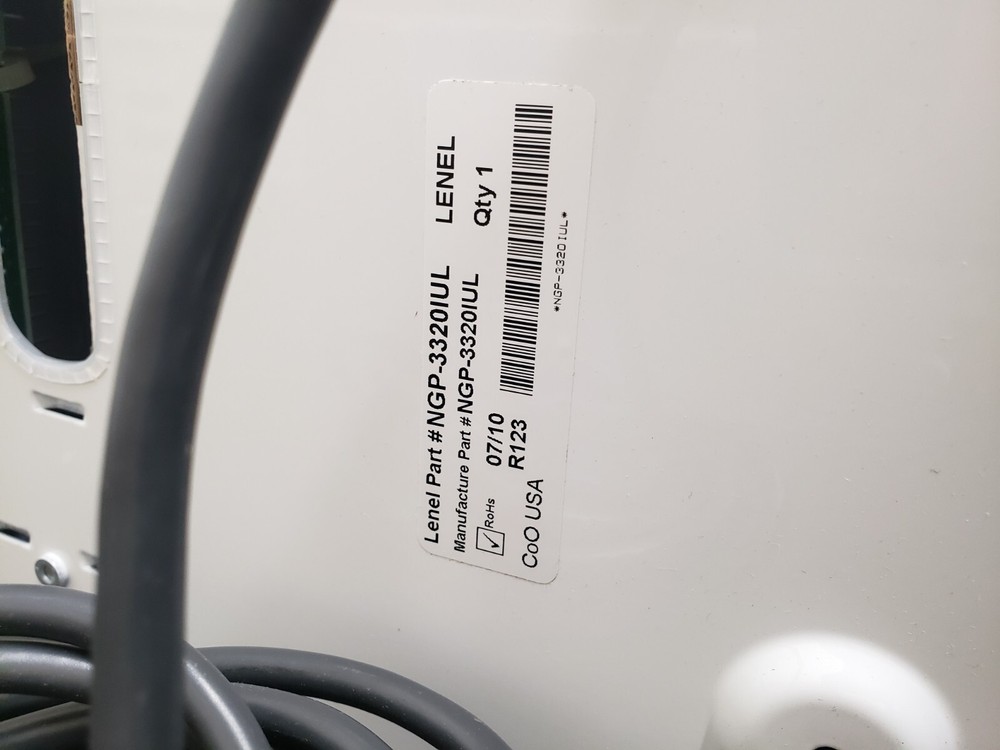 Lenel Part # NGP-3320IUL LENEL
Manufacture Part # NGP-3320IUL Qty 1
✓ RoHs 07/10
R123
CoO USA
*NGP-3320IUL*